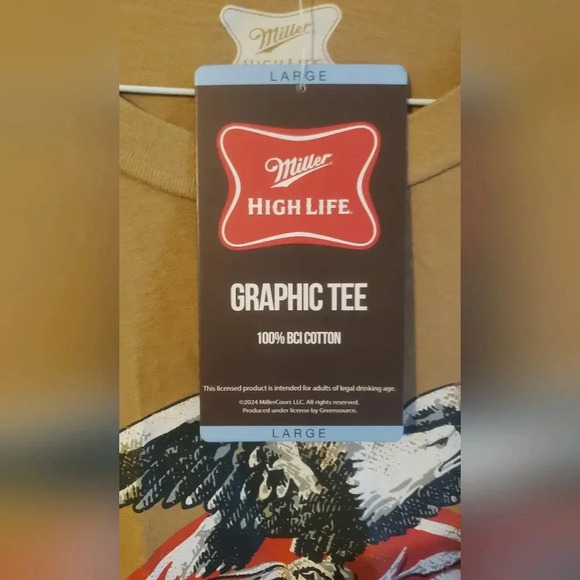 Miller
HIGH LIFE
LARGE
Miller
HIGH LIFE
GRAPHIC TEE
100% BCI COTTON
This licensed product is intended for adults of legal drinking age.
©2024 MillerCoors LLC. All rights reserved.
Produced under license by Greensource.
LARGE